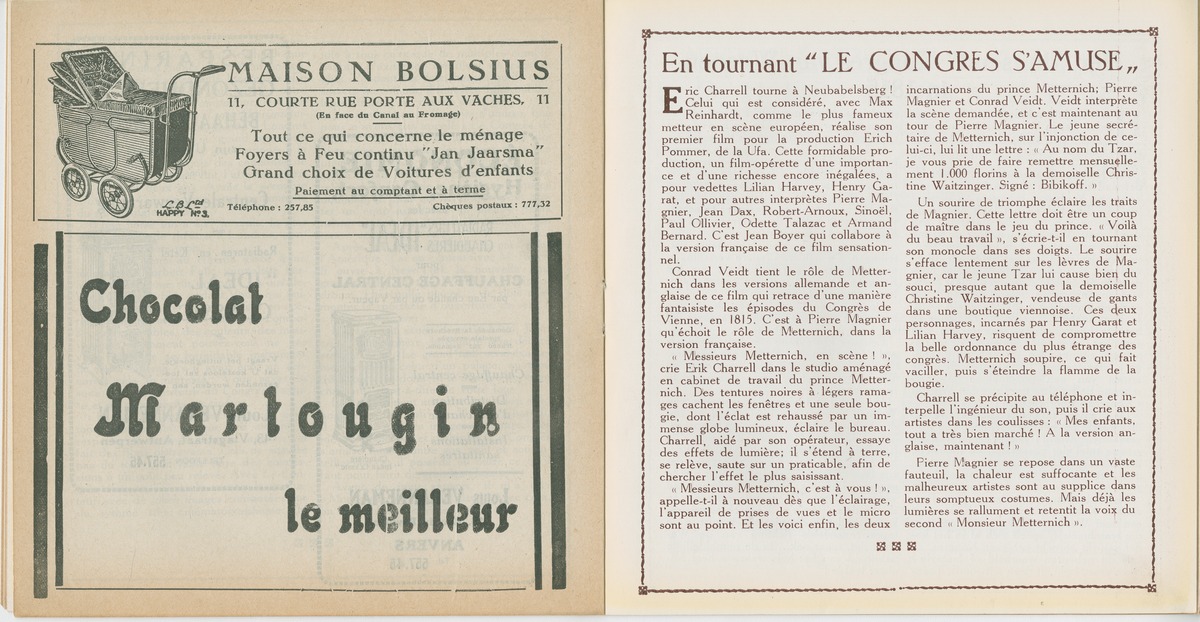 MAISON BOLSIUS
11, COURTE RUE PORTE AUX VACHES, 11
(En face du Canal au Fromage)
Tout ce qui concerne le ménage
Foyers à Feu continu "Jan Jaarsma"
Grand choix de Voitures d'enfants
Paiement au comptant et à terme
Téléphone : 257,85 Chèques postaux : 777,32
L.B. Ltd
HAPPY No 3.
Chocolat
Martougin
le meilleur
En tournant "LE CONGRES S'AMUSE„
Eric Charrell tourne à Neubabelsberg !
Celui qui est considéré, avec Max
Reinhardt, comme le plus fameux
metteur en scène européen, réalise son
premier film pour la production Erich
Pommer, de la Ufa. Cette formidable pro-
duction, un film-opérette d'une importan-
ce et d'une richesse encore inégalées, a
pour vedettes Lilian Harvey, Henry Ga-
rat, et pour autres interprètes Pierre Ma-
gnier, Jean Dax, Robert-Arnoux, Sinoël,
Paul Ollivier, Odette Talazac et Armand
Bernard. C'est Jean Boyer qui collabore à
la version française de ce film sensation-
nel.
Conrad Veidt tient le rôle de Metter-
nich dans les versions allemande et an-
glaise de ce film qui retrace d'une manière
fantaisiste les épisodes du Congrès de
Vienne, en 1815. C'est à Pierre Magnier
qu'échoit le rôle de Metternich, dans la
version française.
« Messieurs Metternich, en scène ! »,
crie Erik Charrell dans le studio aménagé
en cabinet de travail du prince Metter-
nich. Des tentures noires à légers rama-
ges cachent les fenêtres et une seule bou-
gie, dont l'éclat est rehaussé par un im-
mense globe lumineux, éclaire le bureau.
Charrell, aidé par son opérateur, essaye
des effets de lumière; il s'étend à terre,
se relève, saute sur un praticable, afin de
chercher l'effet le plus saisissant.
« Messieurs Metternich, c'est à vous ! »,
appelle-t-il à nouveau dès que l'éclairage,
l'appareil de prises de vues et le micro
sont au point. Et les voici enfin, les deux
incarnations du prince Metternich; Pierre
Magnier et Conrad Veidt. Veidt interprète
la scène demandée, et c'est maintenant au
tour de Pierre Magnier. Le jeune secré-
taire de Metternich, sur l'injonction de ce-
lui-ci, lui lit une lettre : « Au nom du Tzar,
je vous prie de faire remettre mensuelle-
ment 1.000 florins à la demoiselle Chris-
tine Waitzinger. Signé : Bibikoff. »
Un sourire de triomphe éclaire les traits
de Magnier. Cette lettre doit être un coup
de maître dans le jeu du prince. « Voilà
du beau travail », s'écrie-t-il en tournant
son monocle dans ses doigts. Le sourire
s'efface lentement sur les lèvres de Ma-
gnier, car le jeune Tzar lui cause bien du
souci, presque autant que la demoiselle
Christine Waitzinger, vendeuse de gants
dans une boutique viennoise. Ces deux
personnages, incarnés par Henry Garat et
Lilian Harvey, risquent de compromettre
la belle ordonnance du plus étrange des
congrès. Metternich soupire, ce qui fait
vaciller, puis s'éteindre la flamme de la
bougie.
Charrell se précipite au téléphone et in-
terpelle l'ingénieur du son, puis il crie aux
artistes dans les coulisses : « Mes enfants,
tout a très bien marché ! A la version an-
glaise, maintenant ! »
Pierre Magnier se repose dans un vaste
fauteuil, la chaleur est suffocante et les
malheureux artistes sont au supplice dans
leurs somptueux costumes. Mais déjà les
lumières se rallument et retentit la voix du
second « Monsieur Metternich ».